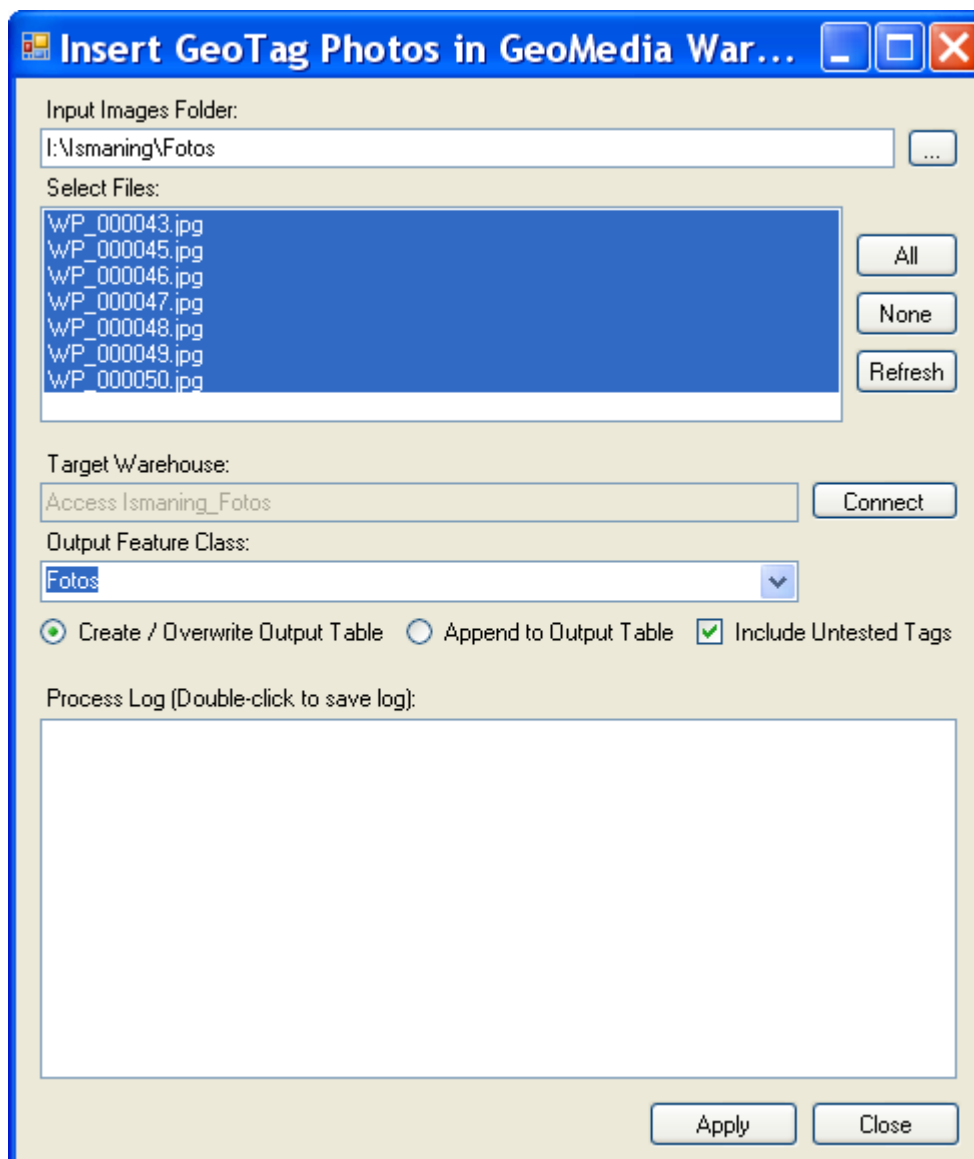 Insert GeoTag Photos in GeoMedia War...
Input Images Folder:
I:\Ismaning\Fotos
...
Select Files:
WP_000043.jpg
WP_000045.jpg
WP_000046.jpg
WP_000047.jpg
WP_000048.jpg
WP_000049.jpg
WP_000050.jpg
All
None
Refresh
Target Warehouse:
Access Ismaning_Fotos
Connect
Output Feature Class:
Fotos
Create / Overwrite Output Table Append to Output Table Include Untested Tags
Process Log (Double-click to save log):
Apply Close